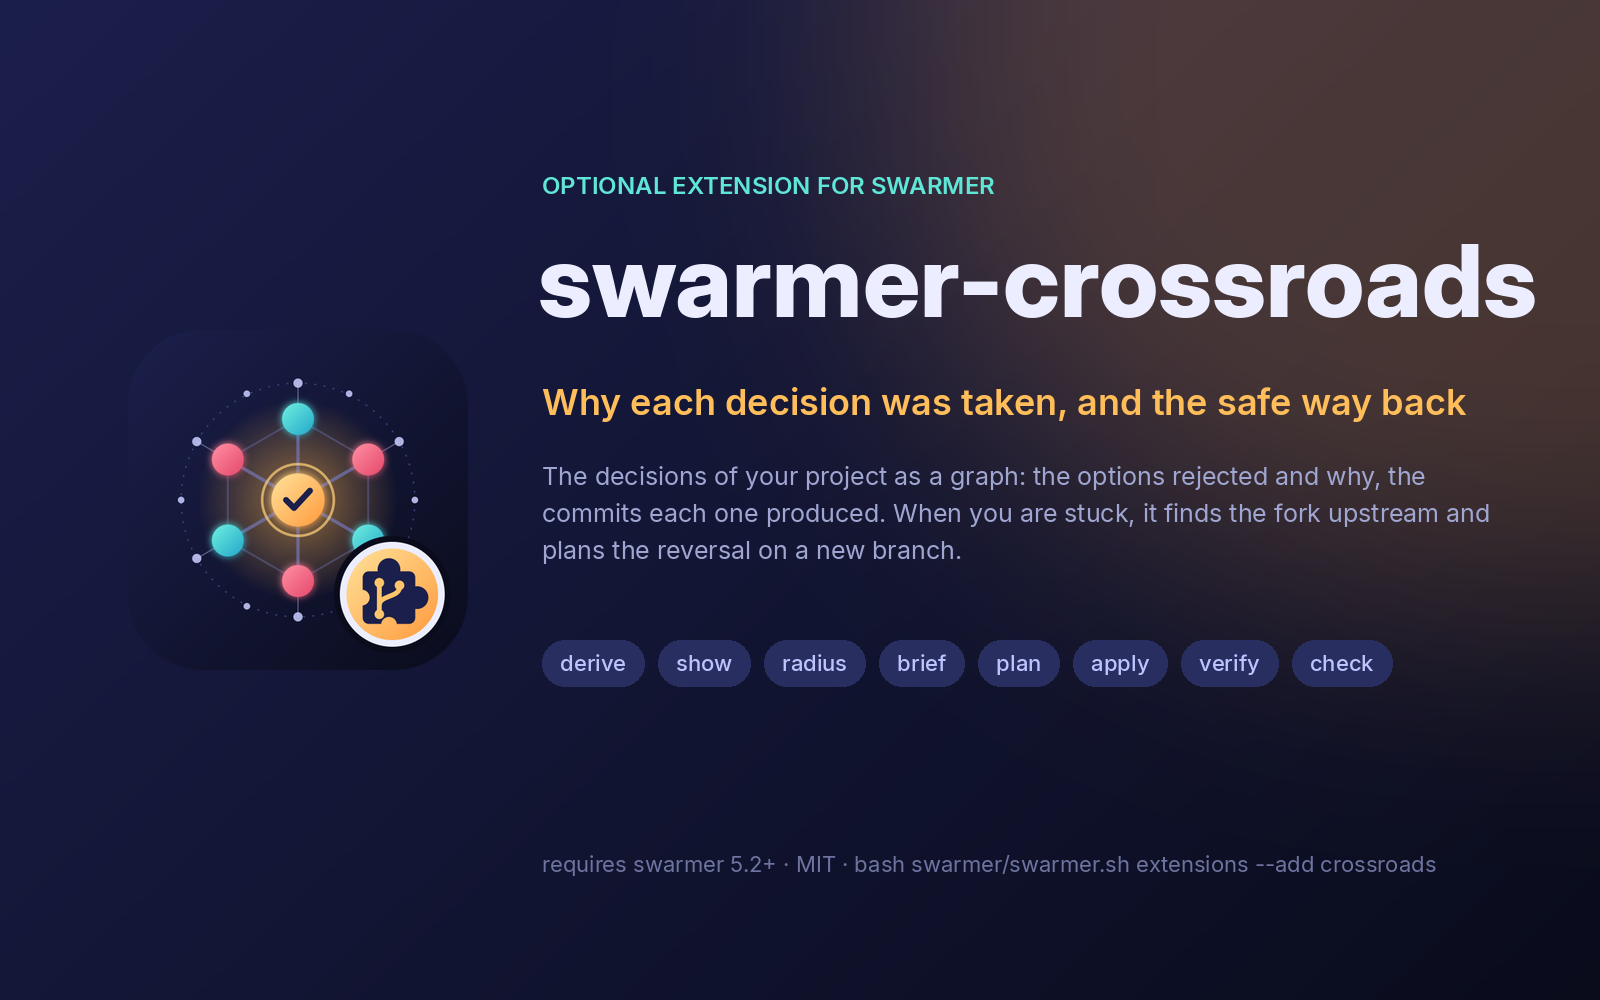 OPTIONAL EXTENSION FOR SWARMER
swarmer-crossroads
Why each decision was taken, and the safe way back
The decisions of your project as a graph: the options rejected and why, the
commits each one produced. When you are stuck, it finds the fork upstream and
plans the reversal on a new branch.
derive show radius brief plan apply verify check
requires swarmer 5.2+ · MIT · bash swarmer/swarmer.sh extensions --add crossroads